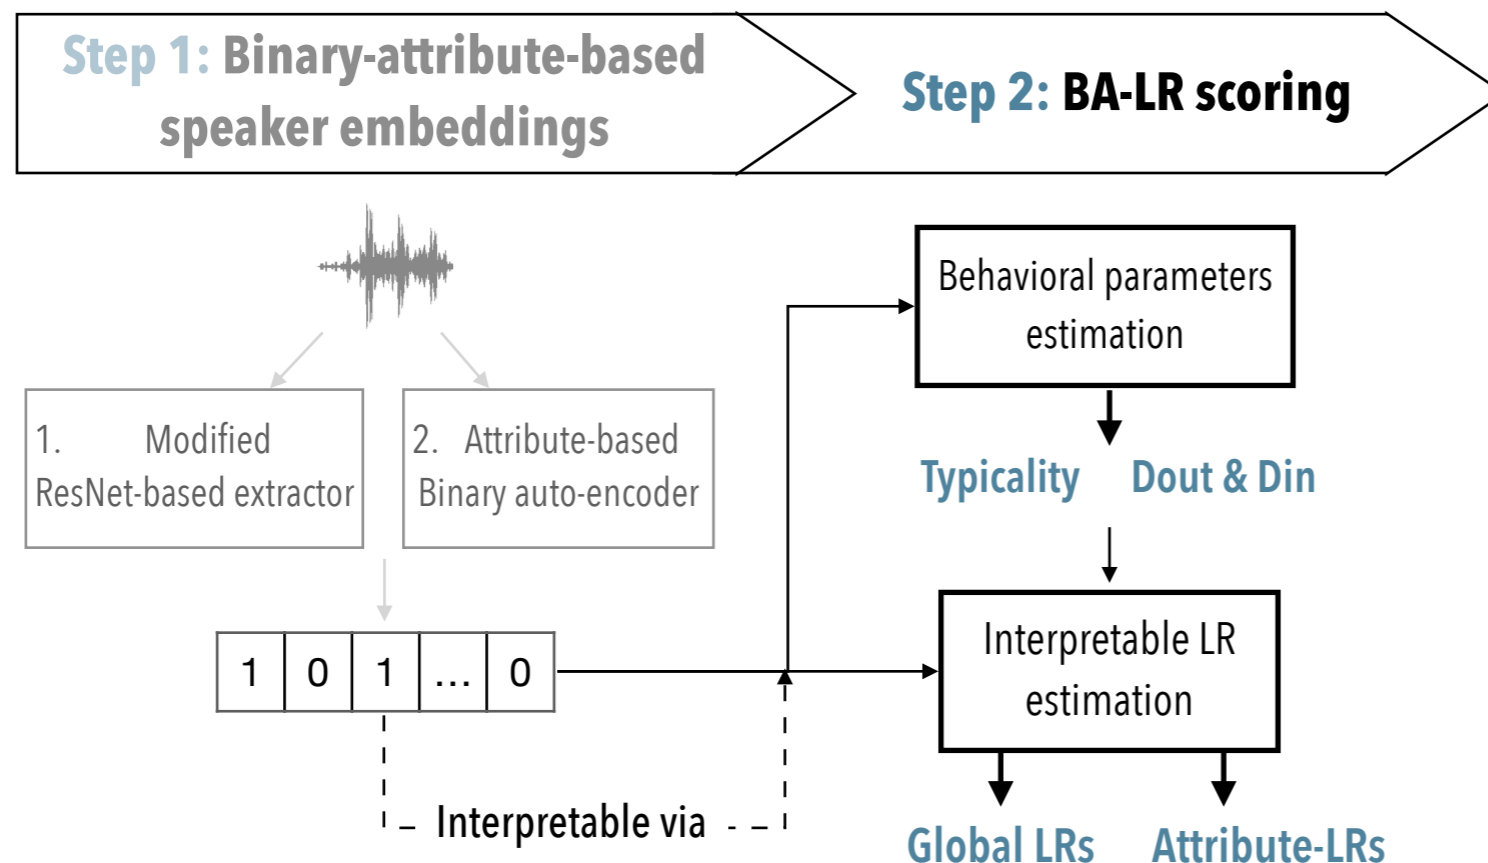 Step 1: Binary-attribute-based
speaker embeddings
Step 2: BA-LR scoring
1. Modified
ResNet-based extractor
2. Attribute-based
Binary auto-encoder
1 0 1 ... 0
Interpretable via
Behavioral parameters
estimation
Typicality Dout & Din
Interpretable LR
estimation
Global LRs Attribute-LRs